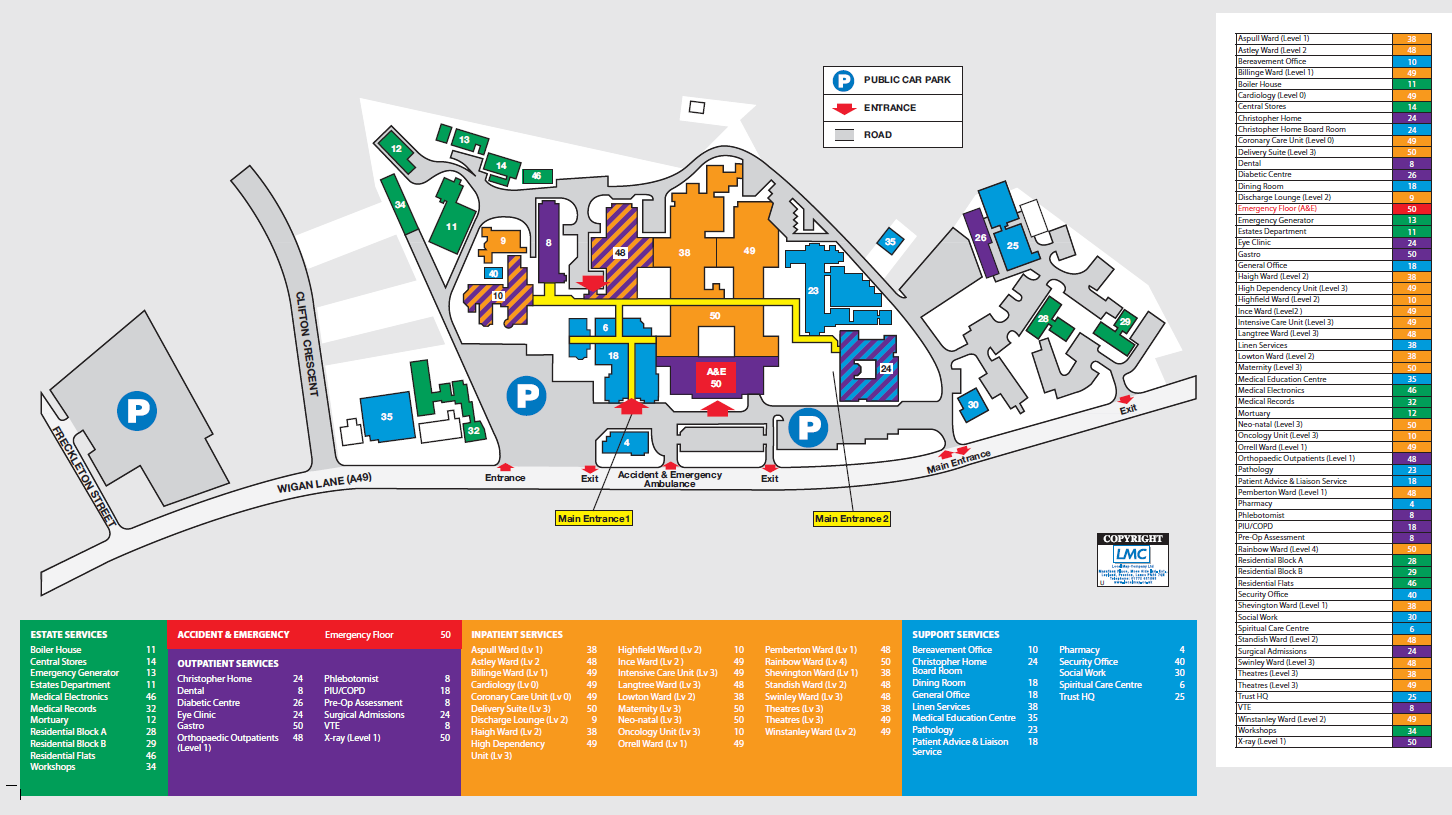 PUBLIC CAR PARK
ENTRANCE
ROAD
P
12
13
14
46
34
11
9
40
10
8
48
38
49
50
6
18
A&E
50
23
24
35
26
25
28
29
30
35
32
4
P
P
P
CLIFTON CRESCENT
FRECKLETON STREET
WIGAN LANE (A49)
Entrance
Exit
Accident & Emergency
Ambulance
Exit
Main Entrance
Exit
Main Entrance1
Main Entrance 2
COPYRIGHT
LMC
ESTATE SERVICES
Boiler House 11
Central Stores 14
Emergency Generator 13
Estates Department 11
Medical Electronics 46
Medical Records 32
Mortuary 12
Residential Block A 28
Residential Block B 29
Residential Flats 46
Workshops 34
ACCIDENT & EMERGENCY Emergency Floor 50
OUTPATIENT SERVICES
Christopher Home 24
Dental 8
Diabetic Centre 26
Eye Clinic 24
Gastro 50
Orthopaedic Outpatients 48
(Level 1)
Phlebotomist 8
PIU/COPD 18
Pre-Op Assessment 8
Surgical Admissions 24
VTE 8
X-ray (Level 1) 50
INPATIENT SERVICES
Aspull Ward (Lv 1) 38
Astley Ward (Lv 2 48
Billinge Ward (Lv 1) 49
Cardiology (Lv 0) 49
Coronary Care Unit (Lv 0) 49
Delivery Suite (Lv 3) 50
Discharge Lounge (Lv 2) 9
Haigh Ward (Lv 2) 38
High Dependency 49
Unit (Lv 3)
Highfield Ward (Lv 2) 10
Ince Ward (Lv 2 ) 49
Intensive Care Unit (Lv 3) 49
Langtree Ward (Lv 3) 48
Lowton Ward (Lv 2) 38
Maternity (Lv 3) 50
Neo-natal (Lv 3) 50
Oncology Unit (Lv 3) 10
Orrell Ward (Lv 1) 49
Pemberton Ward (Lv 1) 48
Rainbow Ward (Lv 4) 50
Shevington Ward (Lv 1) 38
Standish Ward (Lv 2) 48
Swinley Ward (Lv 3) 48
Theatres (Lv 3) 38
Theatres (Lv 3) 49
Winstanley Ward (Lv 2) 49
SUPPORT SERVICES
Bereavement Office 10
Christopher Home 24
Board Room
Dining Room 18
General Office 18
Linen Services 38
Medical Education Centre 35
Pathology 23
Patient Advice & Liaison 18
Service
Pharmacy 4
Security Office 40
Social Work 30
Spiritual Care Centre 6
Trust HQ 25
Aspull Ward (Level 1) 38
Astley Ward (Level 2 48
Bereavement Office 10
Billinge Ward (Level 1) 49
Boiler House 11
Cardiology (Level 0) 49
Central Stores 14
Christopher Home 24
Christopher Home Board Room 24
Coronary Care Unit (Level 0) 49
Delivery Suite (Level 3) 50
Dental 8
Diabetic Centre 26
Dining Room 18
Discharge Lounge (Level 2) 9
Emergency Floor (A&E) 50
Emergency Generator 13
Estates Department 11
Eye Clinic 24
Gastro 50
General Office 18
Haigh Ward (Level 2) 38
High Dependency Unit (Level 3) 49
Highfield Ward (Level 2) 10
Ince Ward (Level2 ) 49
Intensive Care Unit (Level 3) 49
Langtree Ward (Level 3) 48
Linen Services 38
Lowton Ward (Level 2) 38
Maternity (Level 3) 50
Medical Education Centre 35
Medical Electronics 46
Medical Records 32
Mortuary 12
Neo-natal (Level 3) 50
Oncology Unit (Level 3) 10
Orrell Ward (Level 1) 49
Orthopaedic Outpatients (Level 1) 48
Pathology 23
Patient Advice & Liaison Service 18
Pemberton Ward (Level 1) 48
Pharmacy 4
Phlebotomist 8
PIU/COPD 18
Pre-Op Assessment 8
Rainbow Ward (Level 4) 50
Residential Block A 28
Residential Block B 29
Residential Flats 46
Security Office 40
Shevington Ward (Level 1) 38
Social Work 30
Spiritual Care Centre 6
Standish Ward (Level 2) 48
Surgical Admissions 24
Swinley Ward (Level 3) 48
Theatres (Level 3) 38
Theatres (Level 3) 49
Trust HQ 25
VTE 8
Winstanley Ward (Level 2) 49
Workshops 34
X-ray (Level 1) 50